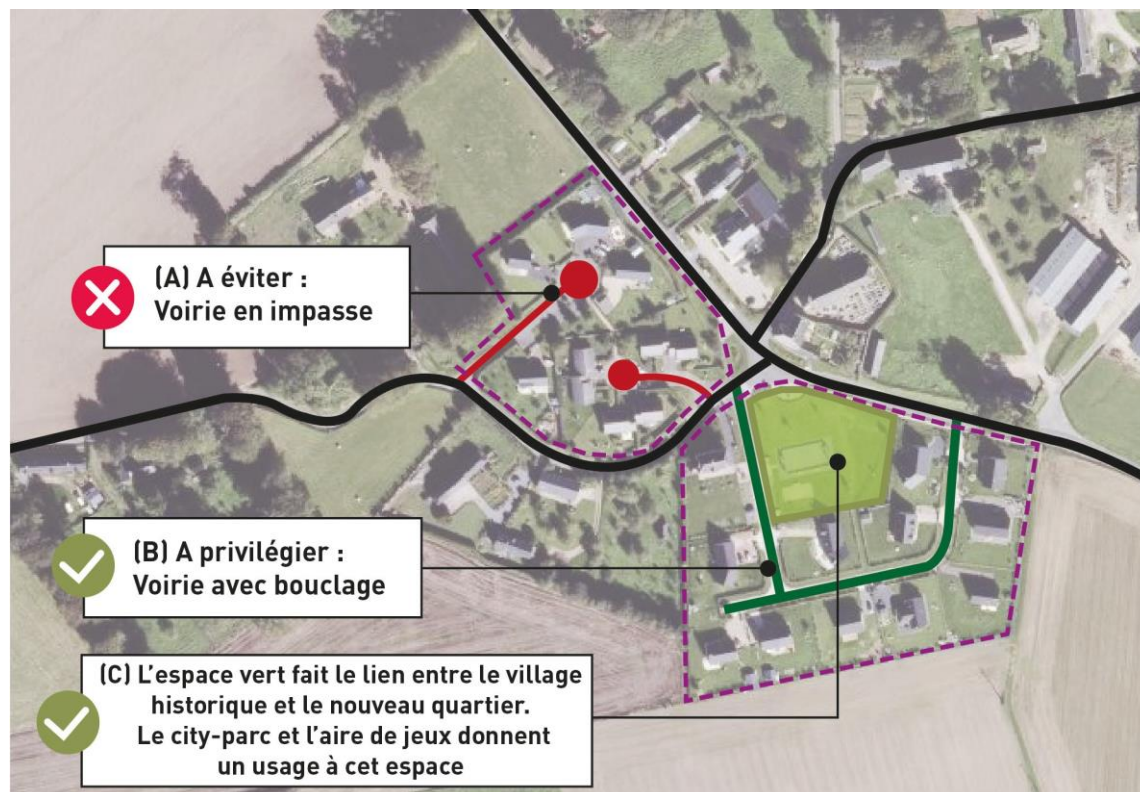 (A) A éviter :
Voirie en impasse
(B) A privilégier :
Voirie avec bouclage
(C) L’espace vert fait le lien entre le village
historique et le nouveau quartier.
Le city-parc et l’aire de jeux donnent
un usage à cet espace